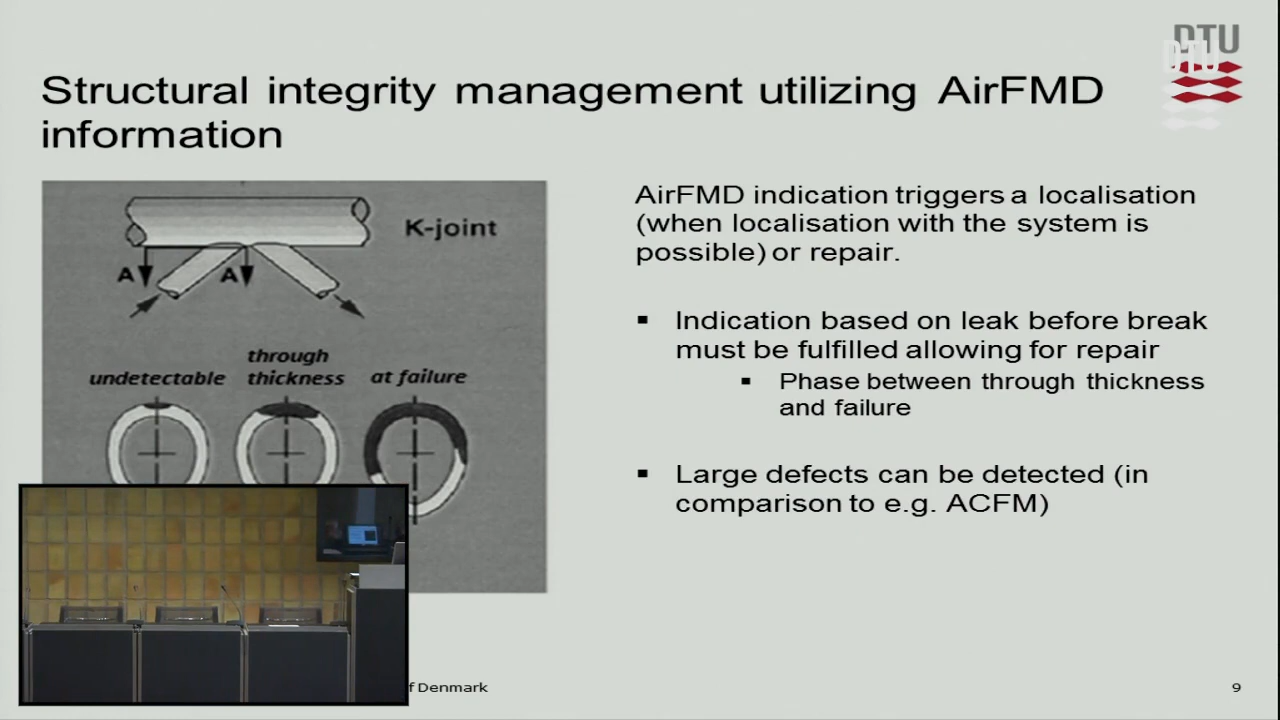 DTU
DTU
Structural integrity management utilizing AirFMD
information
K-joint
A
A
through
undetectable thickness at failure
AirFMD indication triggers a localisation
(when localisation with the system is
possible) or repair.
▪ Indication based on leak before break
must be fulfilled allowing for repair
▪ Phase between through thickness
and failure
▪ Large defects can be detected (in
comparison to e.g. ACFM)
f Denmark
9